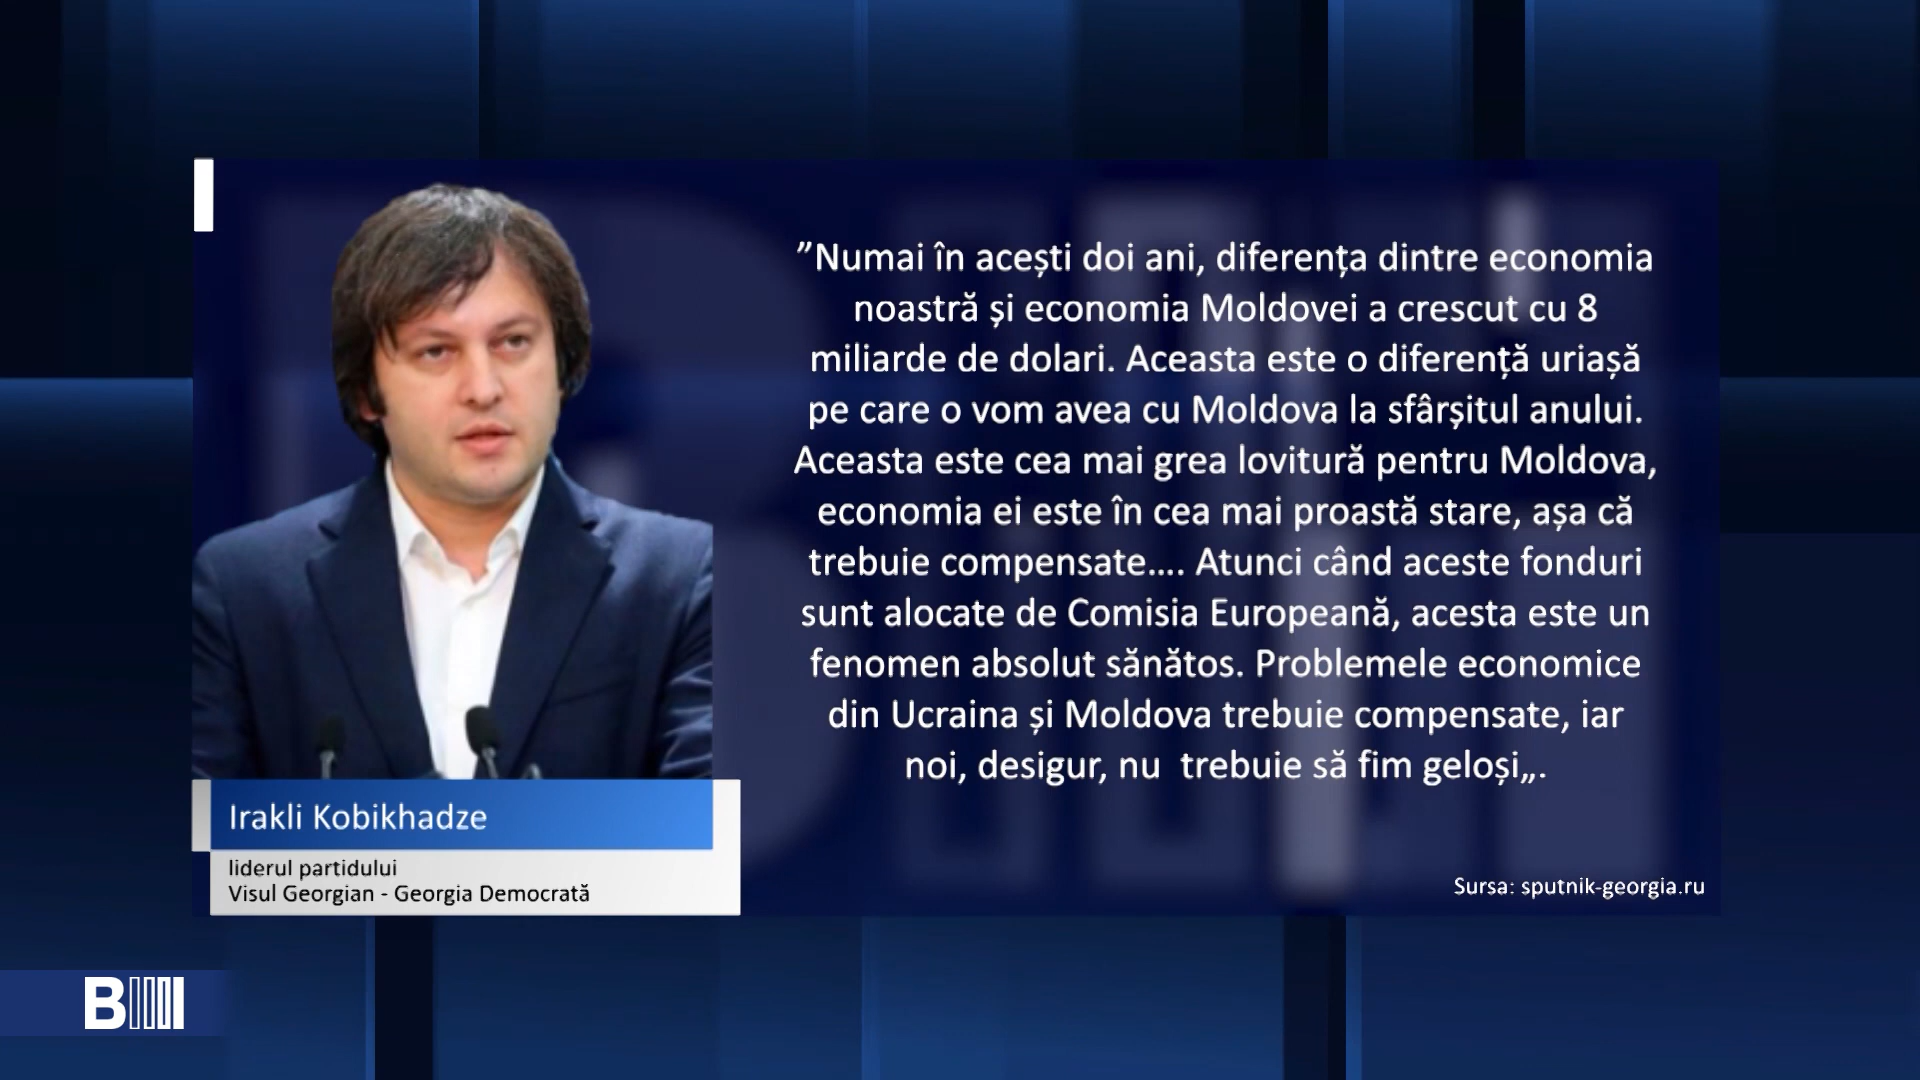 ”Numai în acești doi ani, diferența dintre economia
noastră și economia Moldovei a crescut cu 8
miliarde de dolari. Aceasta este o diferență uriașă
pe care o vom avea cu Moldova la sfârșitul anului.
Aceasta este cea mai grea lovitură pentru Moldova,
economia ei este în cea mai proastă stare, așa că
trebuie compensate…. Atunci când aceste fonduri
sunt alocate de Comisia Europeană, acesta este un
fenomen absolut sănătos. Problemele economice
din Ucraina și Moldova trebuie compensate, iar
noi, desigur, nu  trebuie să fim geloși„.
Irakli Kobikhadze
liderul partidului
Visul Georgian - Georgia Democrată
Sursa: sputnik-georgia.ru
B